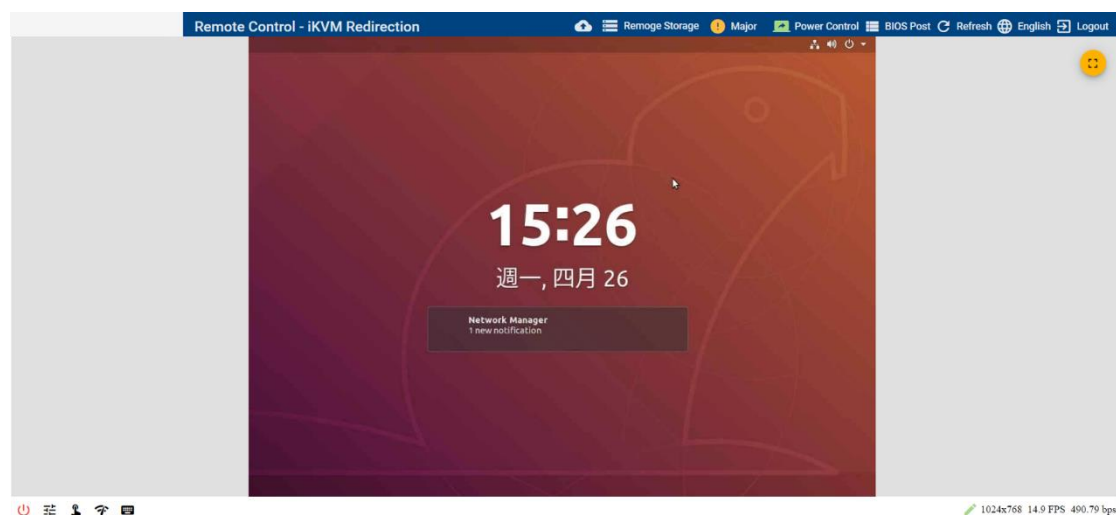 Remote Control - iKVM Redirection
Remoge Storage
Major
Power Control
BIOS Post
Refresh
English
Logout
15:26
週一, 四月 26
Network Manager
1 new notification
1024x768 14.9 FPS 490.79 bps